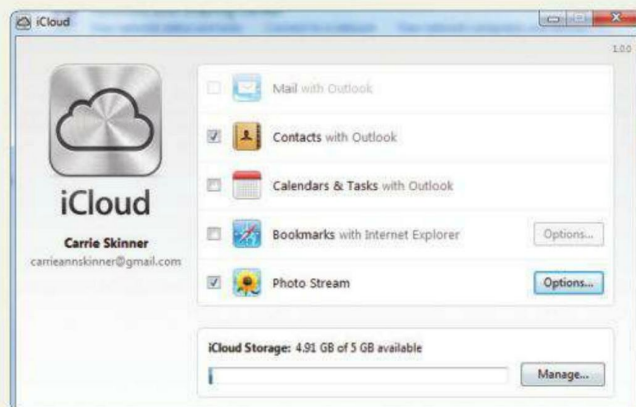 iCloud
1.0.0
Mail with Outlook
Contacts with Outlook
Calendars & Tasks with Outlook
Bookmarks with Internet Explorer
Options...
Photo Stream
Options...
iCloud
Carrie Skinner
carrieannskinner@gmail.com
iCloud Storage: 4.91 GB of 5 GB available
Manage...